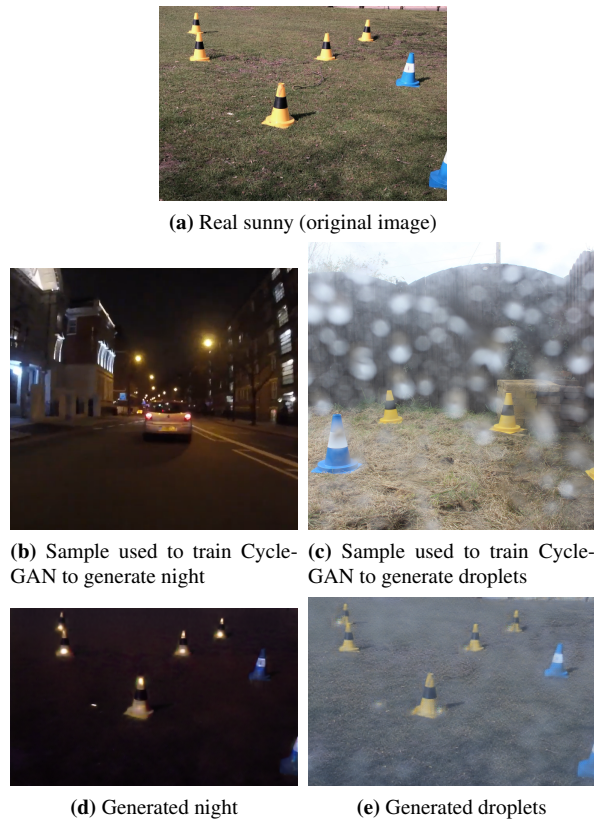 (a) Real sunny (original image)
(b) Sample used to train Cycle-
GAN to generate night
(c) Sample used to train Cycle-
GAN to generate droplets
(d) Generated night
(e) Generated droplets